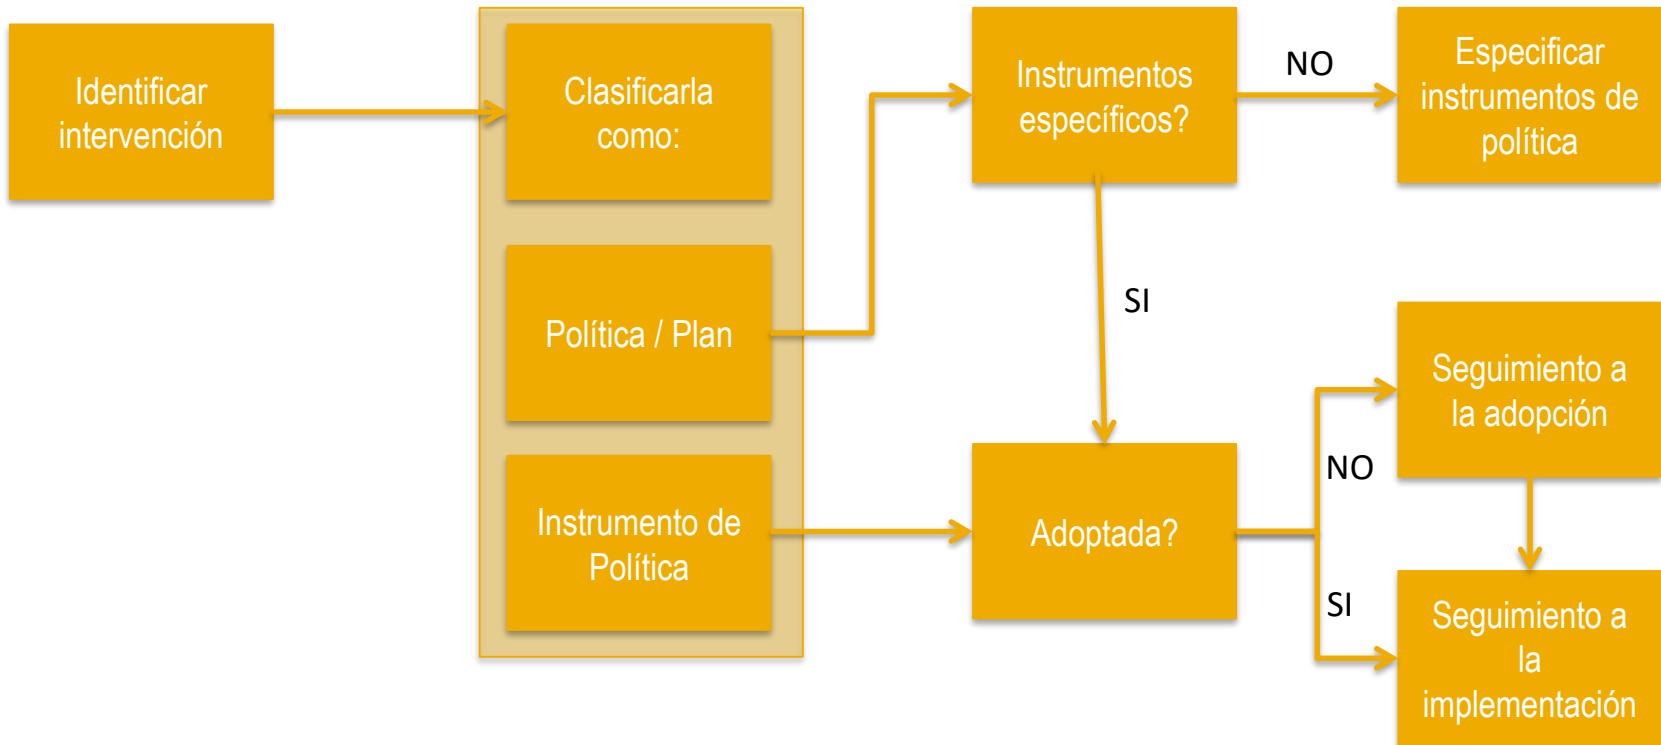 Identificar
intervención
Clasificarla
como:
Política / Plan
Instrumento de
Política
Instrumentos
específicos?
NO
Especificar
instrumentos de
política
SI
Adoptada?
NO
SI
Seguimiento a
la adopción
Seguimiento a
la
implementación